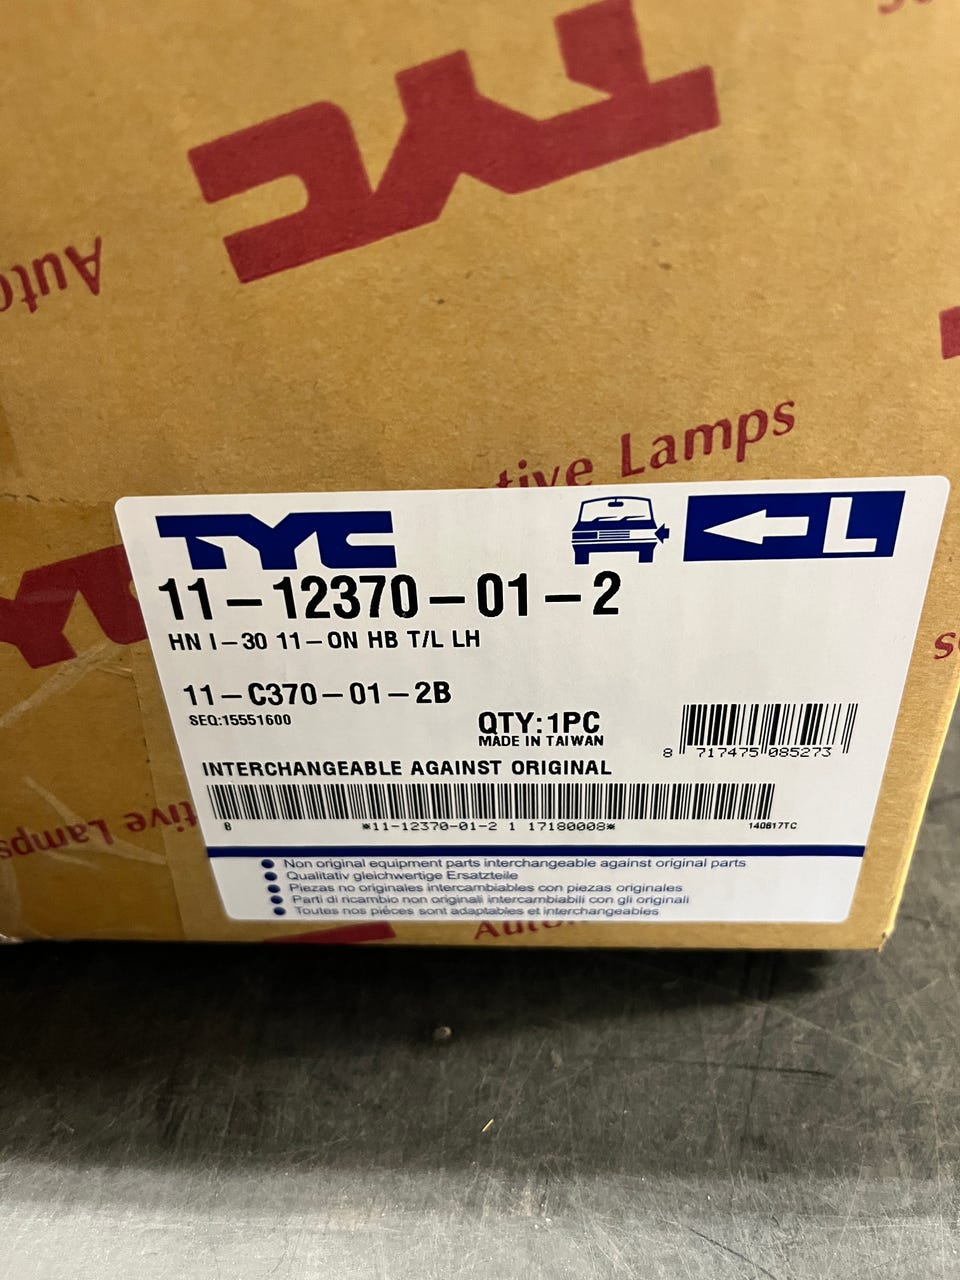 TYC
Auto
tive Lamps
TYC
L
11-12370-01-2
HN I-30 11-ON HB T/L LH
11-C370-01-2B
SEQ:15551600
QTY:1PC
MADE IN TAIWAN
8 717475 085273
INTERCHANGEABLE AGAINST ORIGINAL
*11-12370-01-2 1 17180008*
140617TC
Non original equipment parts interchangeable against original parts
Qualitativ gleichwertige Ersatzteile
Piezas no originales intercambiables con piezas originales
Parti di ricambio non originali intercambiabili con gli originali
Toutes nos piéces sont adaptables et interchangeables
tive Lamps